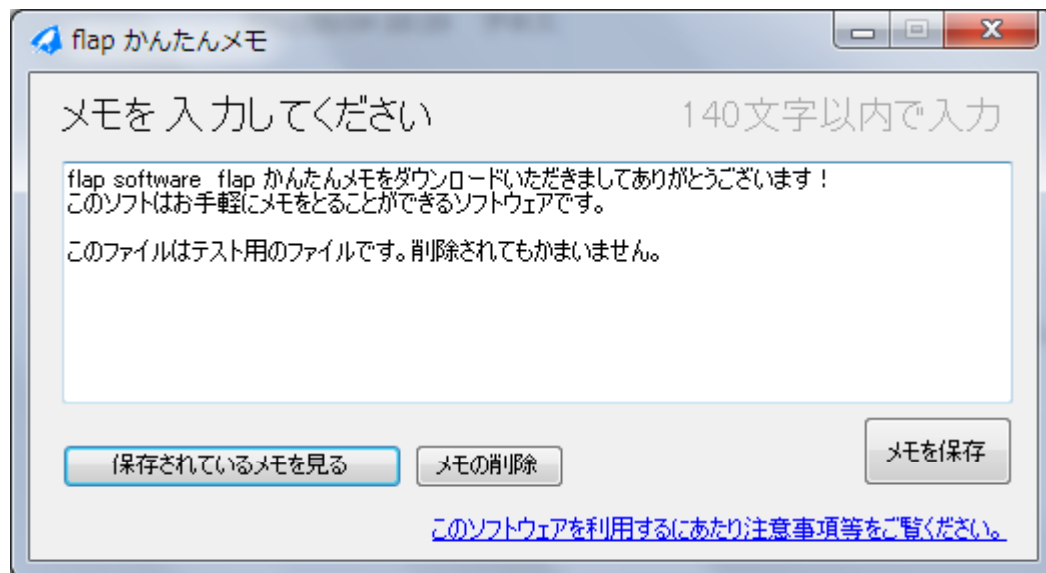 flap かんたんメモ
メモを入力してください
140文字以内で入力
flap software flap かんたんメモをダウンロードいただきましてありがとうございます！
このソフトはお手軽にメモをとることができるソフトウェアです。
このファイルはテスト用のファイルです。削除されてもかまいません。
保存されているメモを見る
メモの削除
メモを保存
このソフトウェアを利用するにあたり注意事項等をご覧ください。